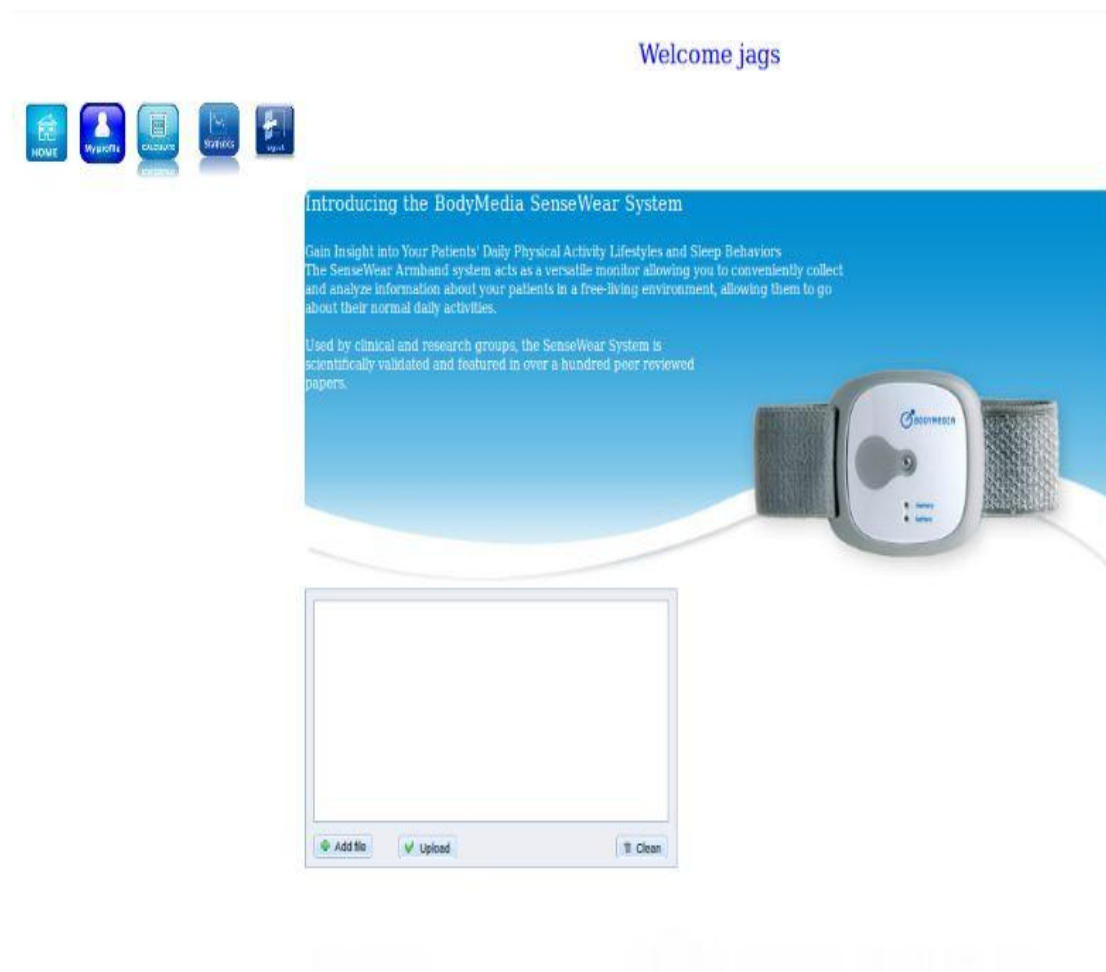 Welcome jags
HOME
My profile
CALCULATE
Statistics
Introducing the BodyMedia SenseWear System
Gain Insight into Your Patients' Daily Physical Activity Lifestyles and Sleep Behaviors
The SenseWear Armband system acts as a versatile monitor allowing you to conveniently collect
and analyze information about your patients in a free-living environment, allowing them to go
about their normal daily activities.
Used by clinical and research groups, the SenseWear System is
scientifically validated and featured in over a hundred peer reviewed
papers.
BODYMEDIA
memory
battery
Add file
Upload
Clean